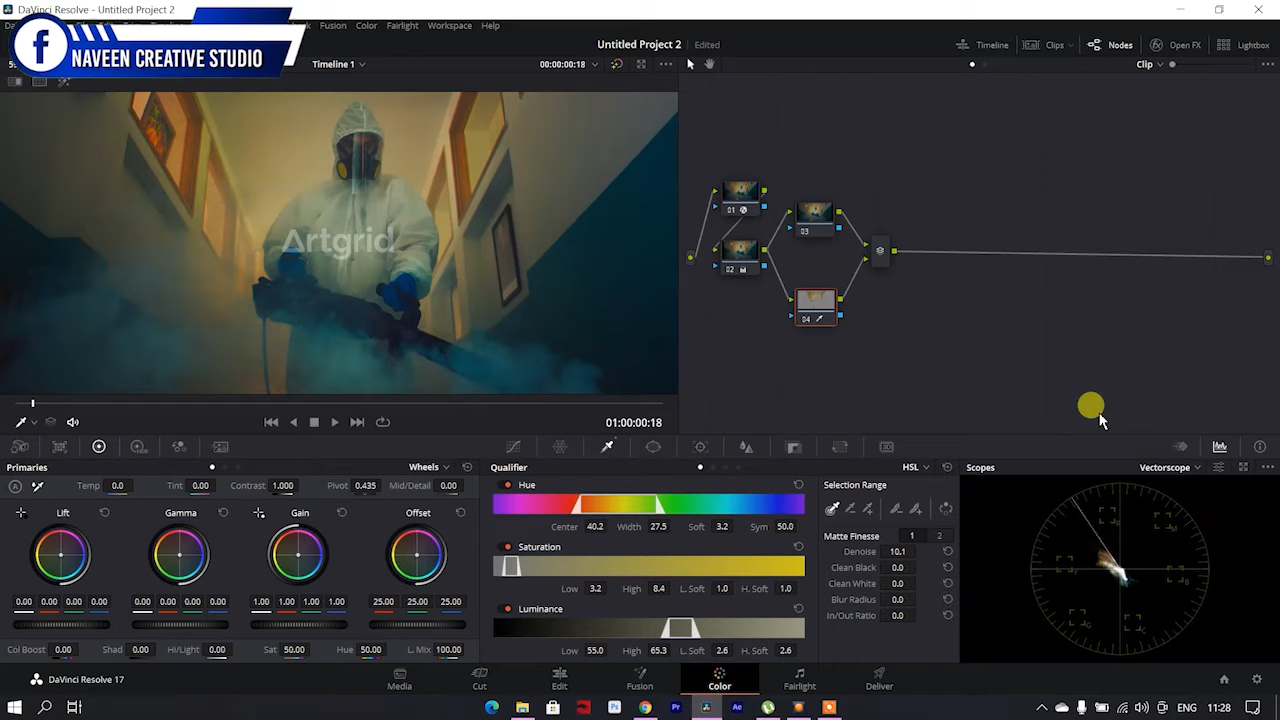 DaVinci Resolve - Untitled Project 2
NAVEEN CREATIVE STUDIO
Fusion Color Fairlight Workspace Help
Untitled Project 2 Edited
Timeline Clips Nodes Open FX Lightbox
Timeline 1 00:00:00:18
Clip
Artgrid
01
02
03
04
01:00:00:18
Primaries Wheels
Temp 0.0 Tint 0.00 Contrast 1.000 Pivot 0.435 Mid/Detail 0.00
Lift Gamma Gain Offset
0.00 0.00 0.00 0.00 0.00 0.00 0.00 0.00 1.00 1.00 1.00 1.00 25.00 25.00 25.00
Col Boost 0.00 Shad 0.00 Hi/Light 0.00 Sat 50.00 Hue 50.00 L. Mix 100.00
Qualifier HSL
Hue
Center 40.2 Width 27.5 Soft 3.2 Sym 50.0
Saturation
Low 3.2 High 8.4 L. Soft 1.0 H. Soft 1.0
Luminance
Low 55.0 High 65.3 L. Soft 2.6 H. Soft 2.6
Selection Range
Matte Finesse 1 2
Denoise 10.1
Clean Black 0.0
Clean White 0.0
Blur Radius 0.0
In/Out Ratio 0.0
Scopes Vectorscope
DaVinci Resolve 17
Media Cut Edit Fusion Color Fairlight Deliver
ENG 11:28